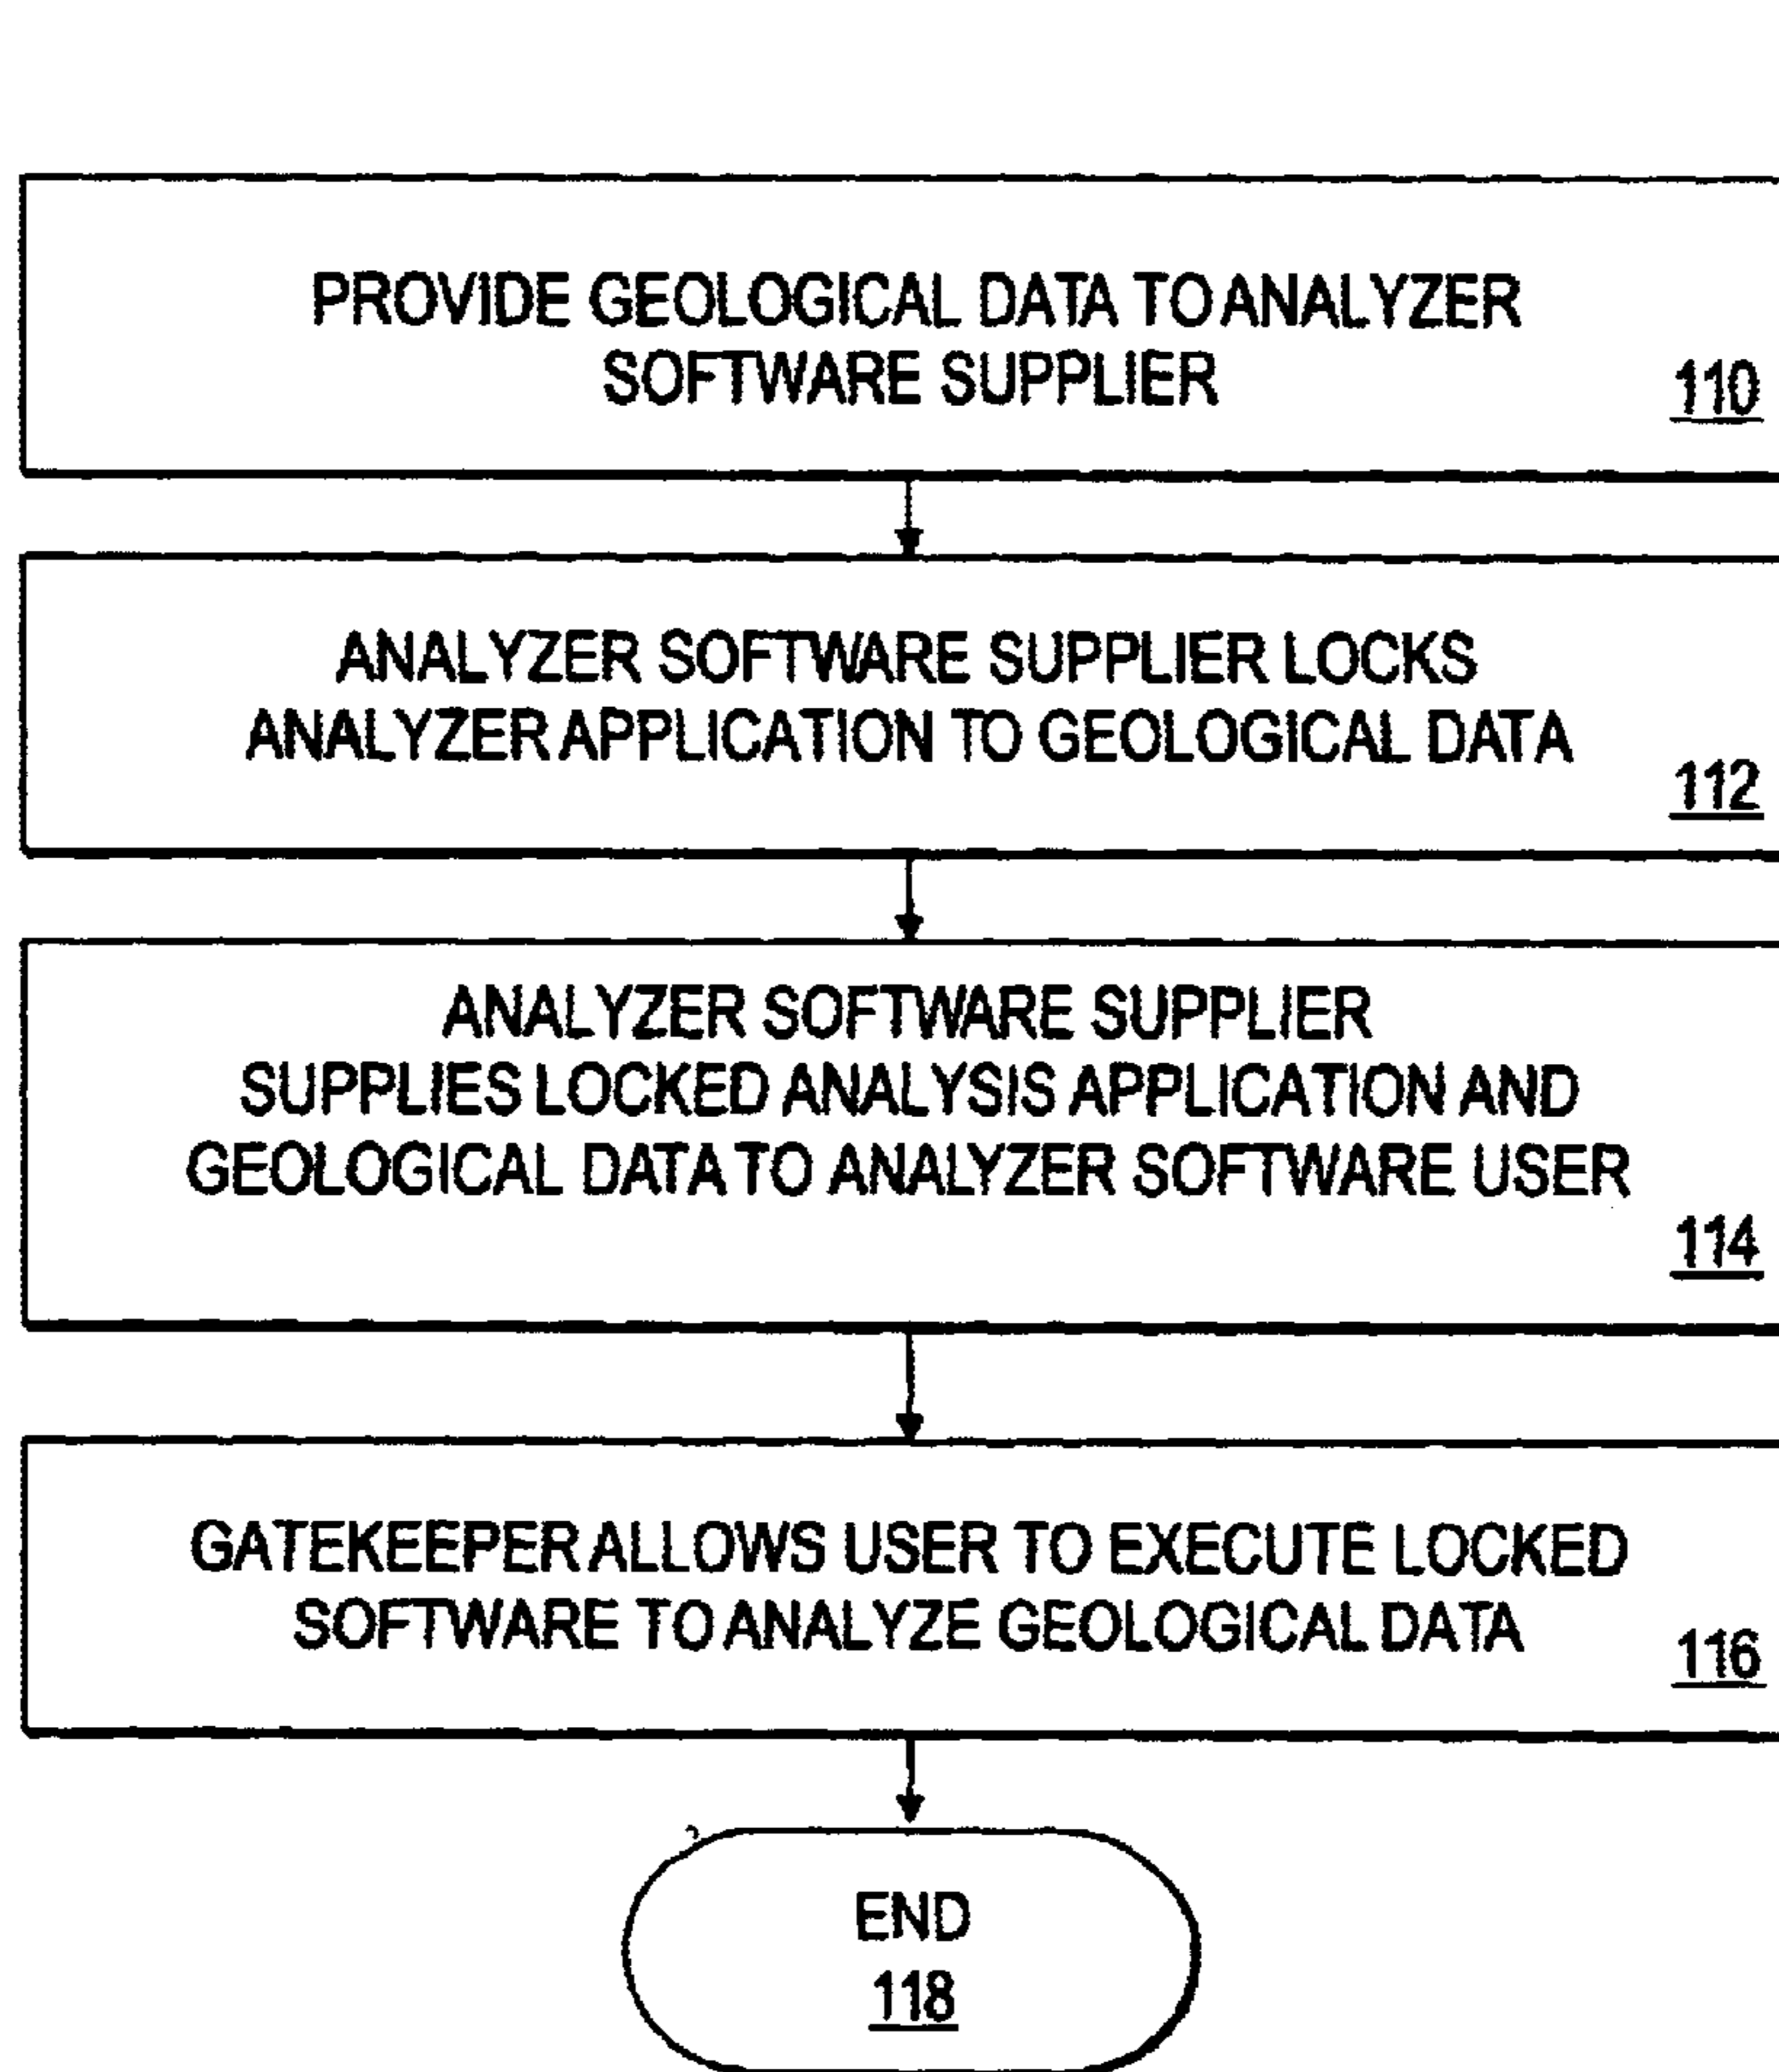 PROVIDE GEOLOGICAL DATA TO ANALYZER
SOFTWARE SUPPLIER
110
ANALYZER SOFTWARE SUPPLIER LOCKS
ANALYZER APPLICATION TO GEOLOGICAL DATA
112
ANALYZER SOFTWARE SUPPLIER
SUPPLIES LOCKED ANALYSIS APPLICATION AND
GEOLOGICAL DATA TO ANALYZER SOFTWARE USER
114
GATEKEEPER ALLOWS USER TO EXECUTE LOCKED
SOFTWARE TO ANALYZE GEOLOGICAL DATA
116
END
118